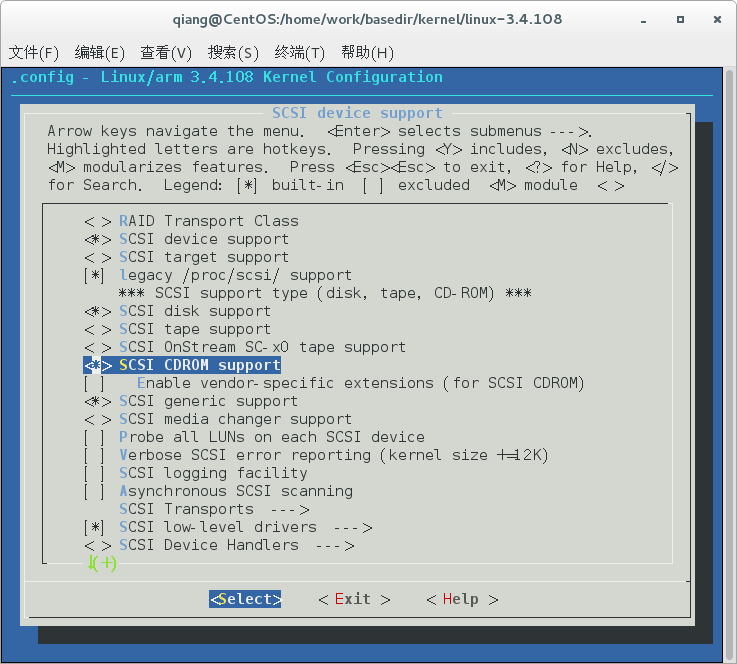 qiang@CentOS:/home/work/basedir/kernel/linux-3.4.108
文件(F) 编辑(E) 查看(V) 搜索(S) 终端(T) 帮助(H)
.config - Linux/arm 3.4.108 Kernel Configuration
SCSI device support
Arrow keys navigate the menu. <Enter> selects submenus --->.
Highlighted letters are hotkeys. Pressing <Y> includes, <N> excludes,
<M> modularizes features. Press <Esc><Esc> to exit, <?> for Help, </>
for Search. Legend: [*] built-in [ ] excluded <M> module < >
< > RAID Transport Class
<*> SCSI device support
< > SCSI target support
[*] legacy /proc/scsi/ support
*** SCSI support type (disk, tape, CD-ROM) ***
<*> SCSI disk support
< > SCSI tape support
< > SCSI OnStream SC-x0 tape support
<*> SCSI CDROM support
[ ] Enable vendor-specific extensions (for SCSI CDROM)
<*> SCSI generic support
< > SCSI media changer support
[ ] Probe all LUNs on each SCSI device
[ ] Verbose SCSI error reporting (kernel size +=12K)
[ ] SCSI logging facility
[ ] Asynchronous SCSI scanning
SCSI Transports --->
[*] SCSI low-level drivers --->
< > SCSI Device Handlers --->
↓(+)
<Select> < Exit > < Help >